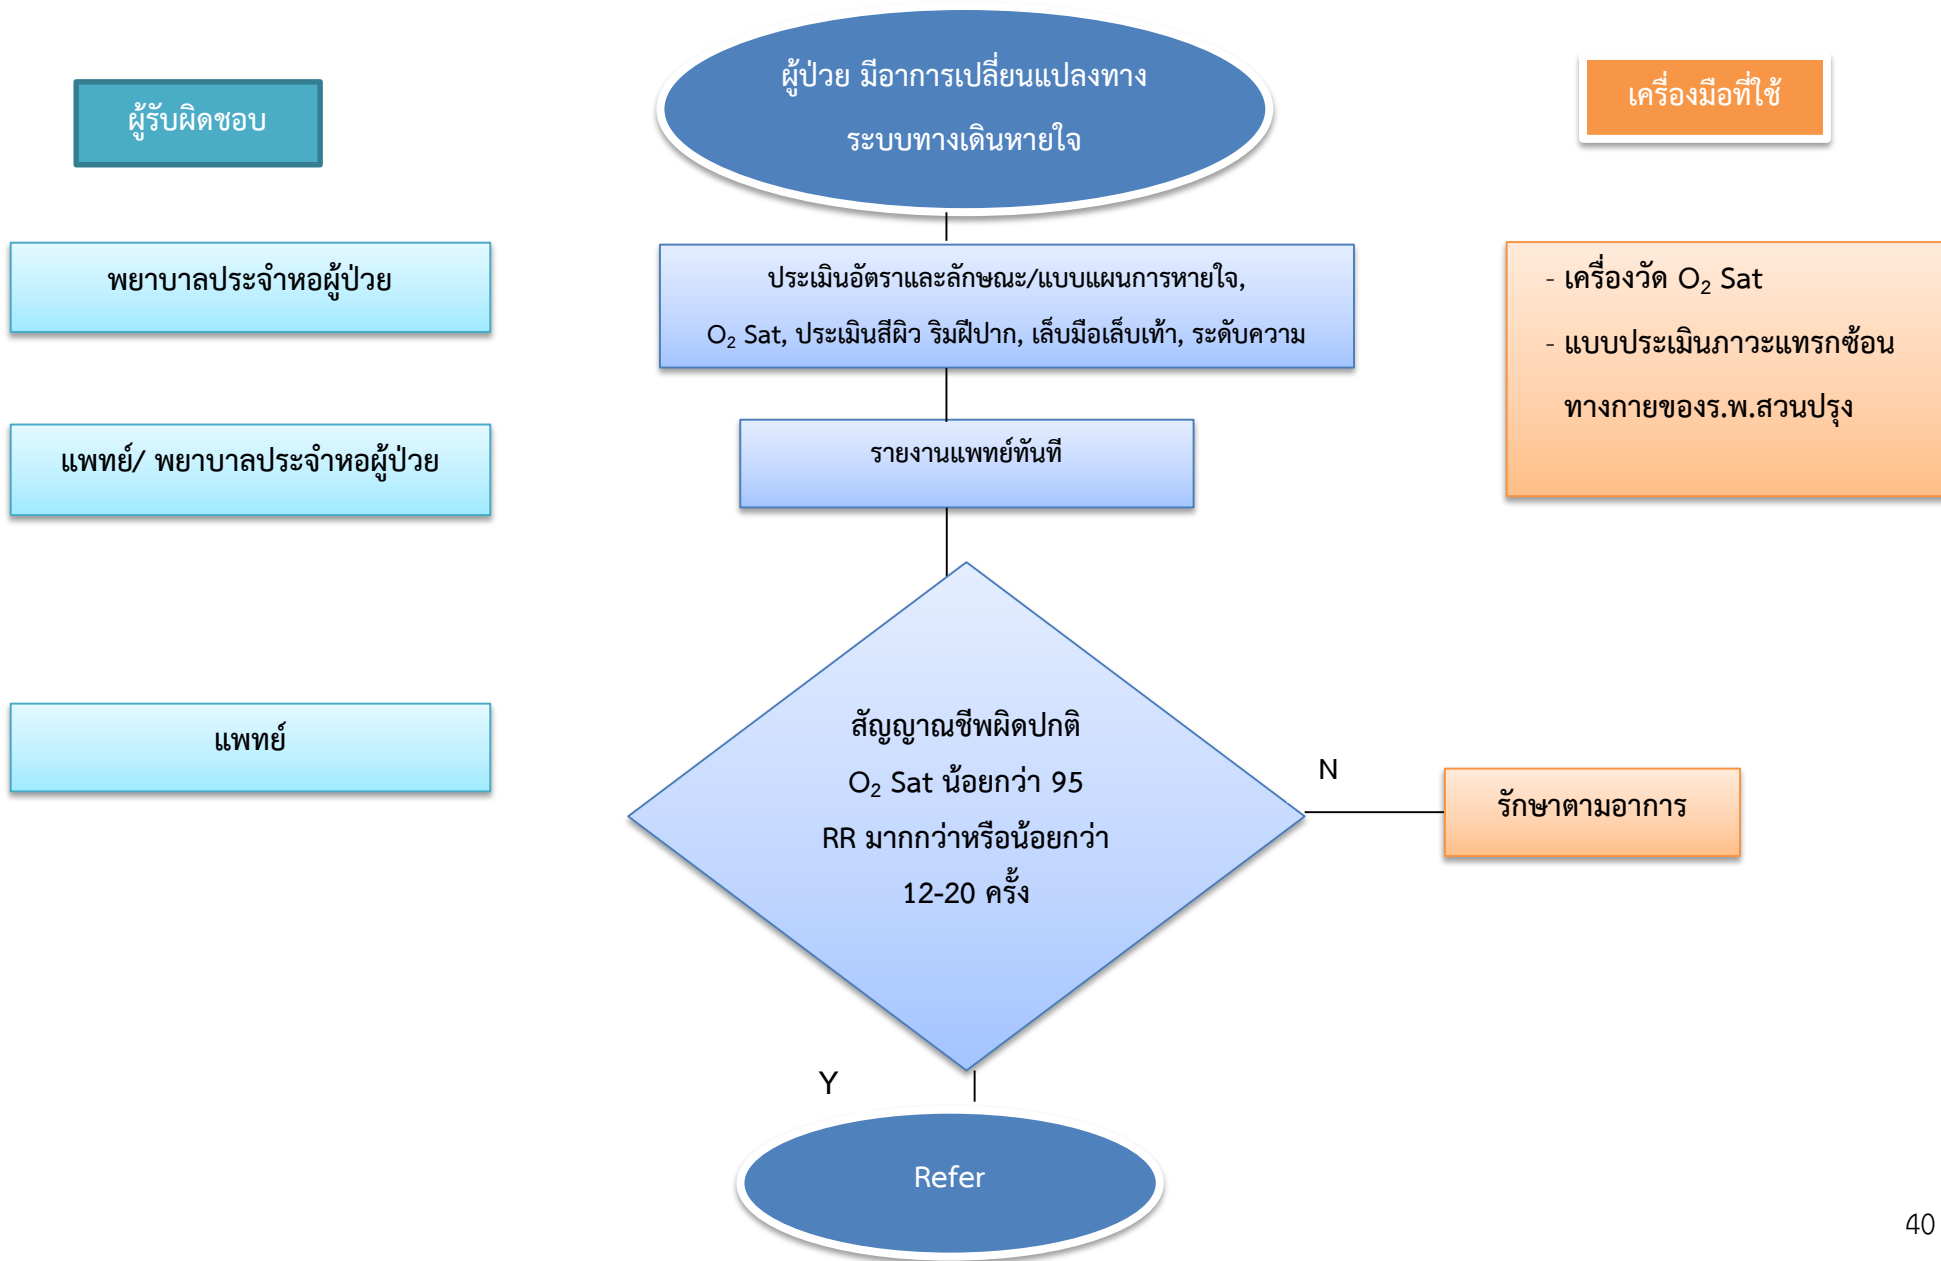 ผู้ป่วย มีอาการเปลี่ยนแปลงทาง
ระบบทางเดินหายใจ
ผู้รับผิดชอบ
เครื่องมือที่ใช้
พยาบาลประจำหอผู้ป่วย
ประเมินอัตราและลักษณะ/แบบแผนการหายใจ,
O₂ Sat, ประเมินสีผิว ริมฝีปาก, เล็บมือเล็บเท้า, ระดับความ
- เครื่องวัด O₂ Sat
- แบบประเมินภาวะแทรกซ้อน
ทางกายของร.พ.สวนปรุง
แพทย์/ พยาบาลประจำหอผู้ป่วย
รายงานแพทย์ทันที
แพทย์
สัญญาณชีพผิดปกติ
O₂ Sat น้อยกว่า 95
RR มากกว่าหรือน้อยกว่า
12-20 ครั้ง
N
รักษาตามอาการ
Y
Refer
40